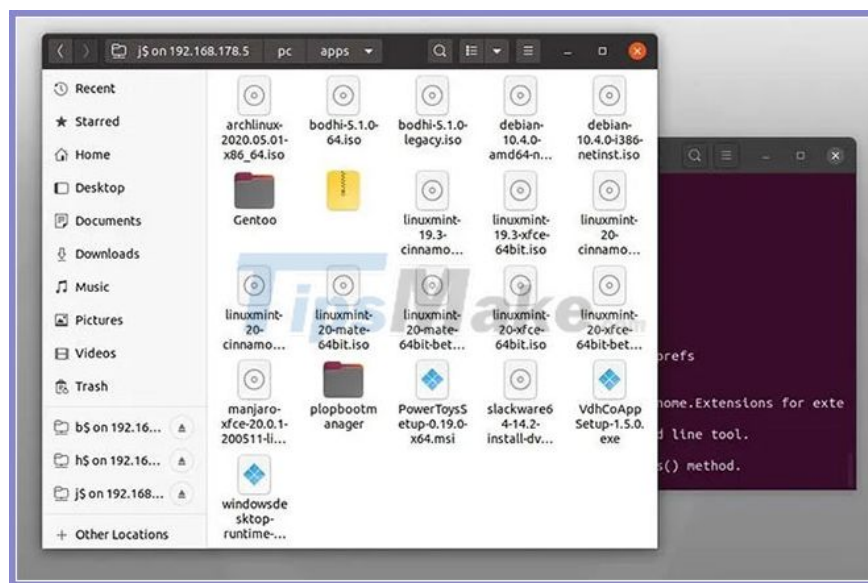 j$ on 192.168.178.5 pc apps
Recent
Starred
Home
Desktop
Documents
Downloads
Music
Pictures
Videos
Trash
b$ on 192.16...
h$ on 192.16...
j$ on 192.168...
+ Other Locations
archlinux-
2020.05.01-
x86_64.iso
bodhi-5.1.0-
64.iso
bodhi-5.1.0-
legacy.iso
debian-
10.4.0-
amd64-n...
debian-
10.4.0-i386-
netinst.iso
Gentoo
linuxmint-
19.3-
cinnamo...
linuxmint-
19.3-xfce-
64bit.iso
linuxmint-
20-
cinnamo...
linuxmint-
20-
cinnamo...
linuxmint-
20-mate-
64bit.iso
linuxmint-
20-mate-
64bit-bet...
linuxmint-
20-xfce-
64bit.iso
linuxmint-
20-xfce-
64bit-bet...
manjaro-
xfce-20.0.1-
200511-li...
plopbootm
anager
PowerToysS
etup-0.19.0-
x64.msi
slackware6
4-14.2-
install-dv...
VdhCoApp
Setup-1.5.0.
exe
windowsde
sktop-
runtime-...
TipsMake.com
prefs
nome.Extensions for exte
d line tool.
s() method.